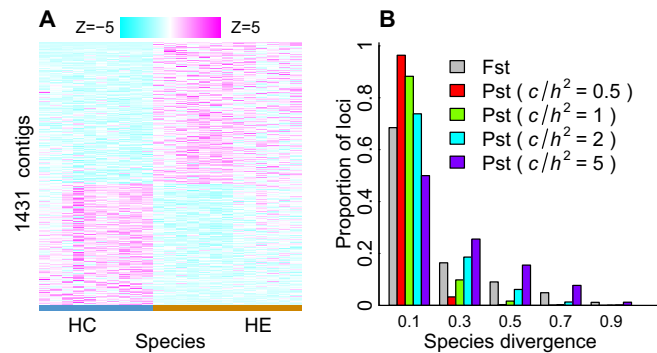 A
Z=−5
Z=5
1431 contigs
HC
HE
Species
B
Proportion of loci
1
0.8
0.6
0.4
0.2
0
Fst
Pst ( c/h² = 0.5 )
Pst ( c/h² = 1 )
Pst ( c/h² = 2 )
Pst ( c/h² = 5 )
0.1 0.3 0.5 0.7 0.9
Species divergence